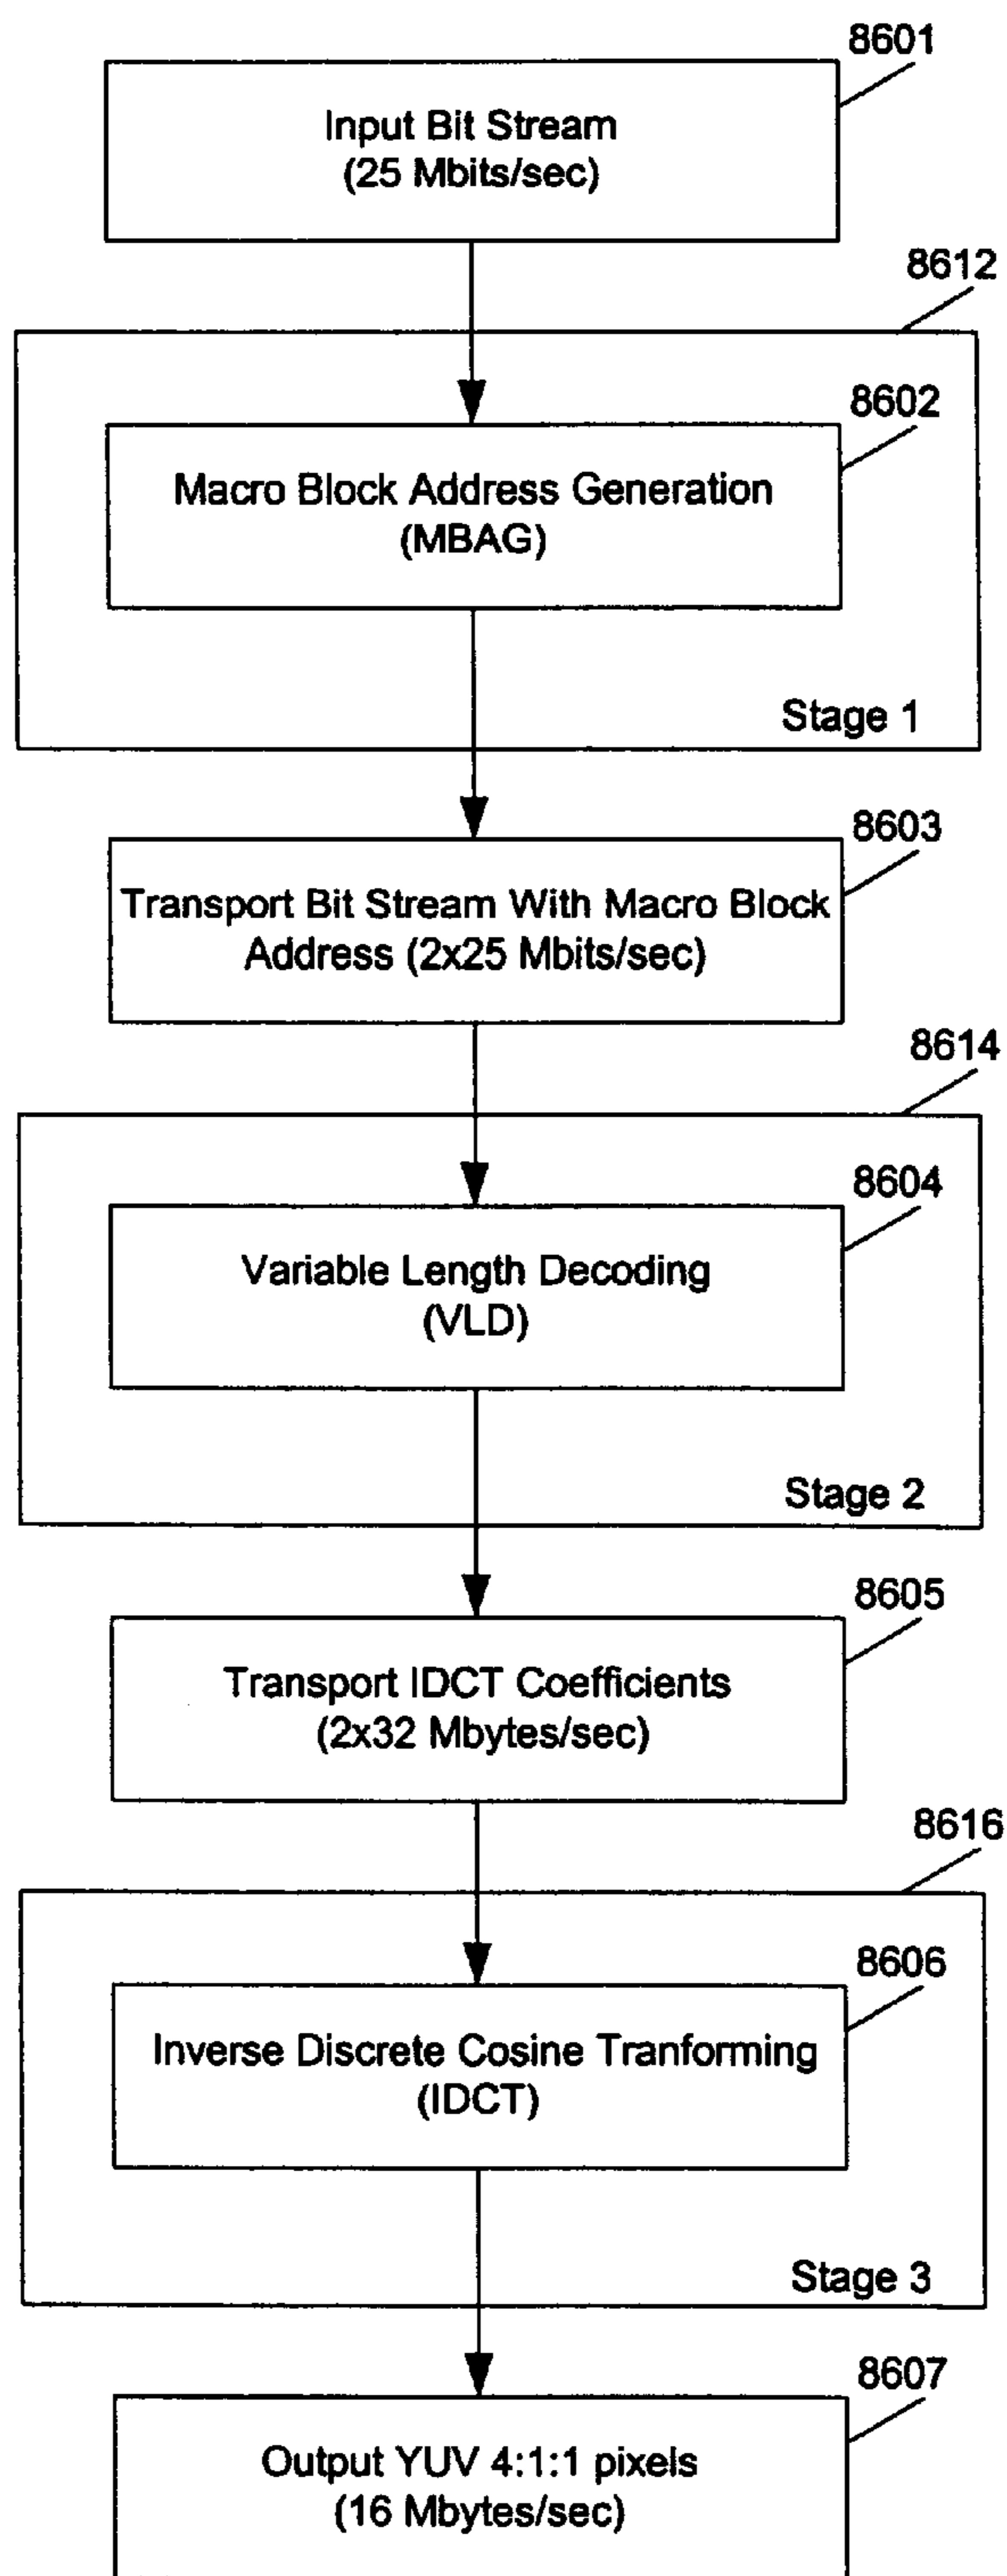 8601
Input Bit Stream
(25 Mbits/sec)
8612
8602
Macro Block Address Generation
(MBAG)
Stage 1
8603
Transport Bit Stream With Macro Block
Address (2x25 Mbits/sec)
8614
8604
Variable Length Decoding
(VLD)
Stage 2
8605
Transport IDCT Coefficients
(2x32 Mbytes/sec)
8616
8606
Inverse Discrete Cosine Tranforming
(IDCT)
Stage 3
8607
Output YUV 4:1:1 pixels
(16 Mbytes/sec)